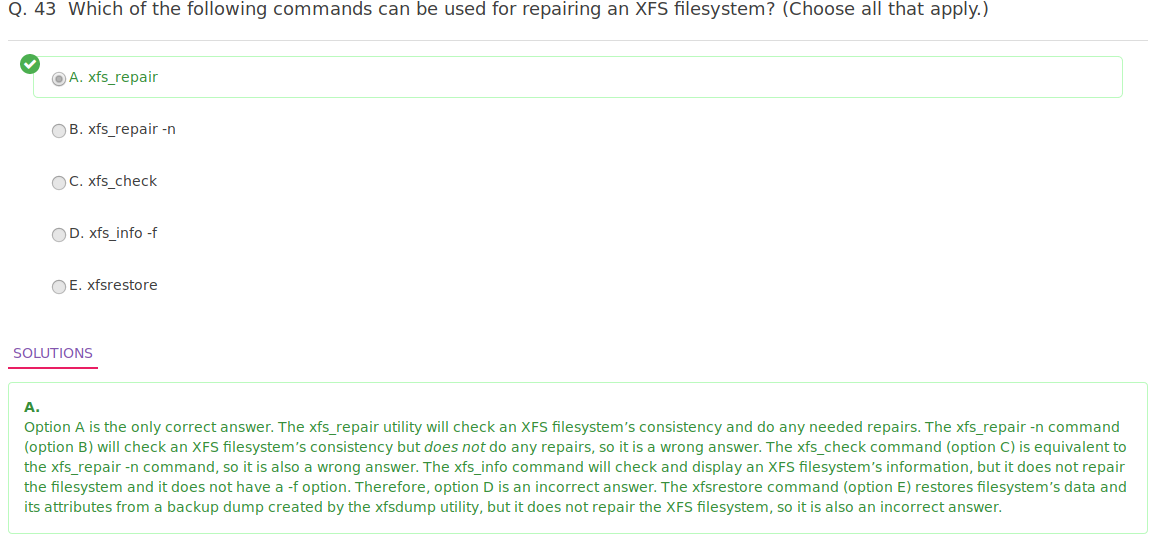 Q. 43 Which of the following commands can be used for repairing an XFS filesystem? (Choose all that apply.)
A. xfs_repair
B. xfs_repair -n
C. xfs_check
D. xfs_info -f
E. xfsrestore
SOLUTIONS
A.
Option A is the only correct answer. The xfs_repair utility will check an XFS filesystem’s consistency and do any needed repairs. The xfs_repair -n command
(option B) will check an XFS filesystem’s consistency but does not do any repairs, so it is a wrong answer. The xfs_check command (option C) is equivalent to
the xfs_repair -n command, so it is also a wrong answer. The xfs_info command will check and display an XFS filesystem’s information, but it does not repair
the filesystem and it does not have a -f option. Therefore, option D is an incorrect answer. The xfsrestore command (option E) restores filesystem’s data and
its attributes from a backup dump created by the xfsdump utility, but it does not repair the XFS filesystem, so it is also an incorrect answer.